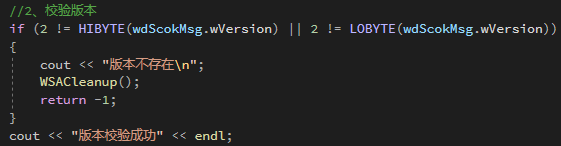 //2、校验版本
if (2 != HIBYTE(wdScokMsg.wVersion) || 2 != LOBYTE(wdScokMsg.wVersion))
{
    cout << "版本不存在\n";
    WSACleanup();
    return -1;
}
cout << "版本校验成功" << endl;